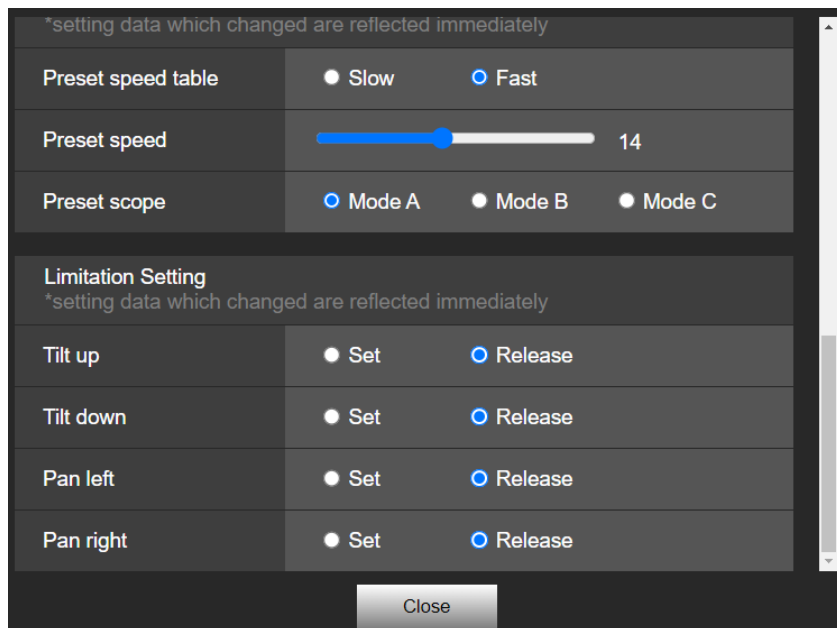 *setting data which changed are reflected immediately
Preset speed table Slow Fast
Preset speed 14
Preset scope Mode A Mode B Mode C
Limitation Setting
*setting data which changed are reflected immediately
Tilt up Set Release
Tilt down Set Release
Pan left Set Release
Pan right Set Release
Close